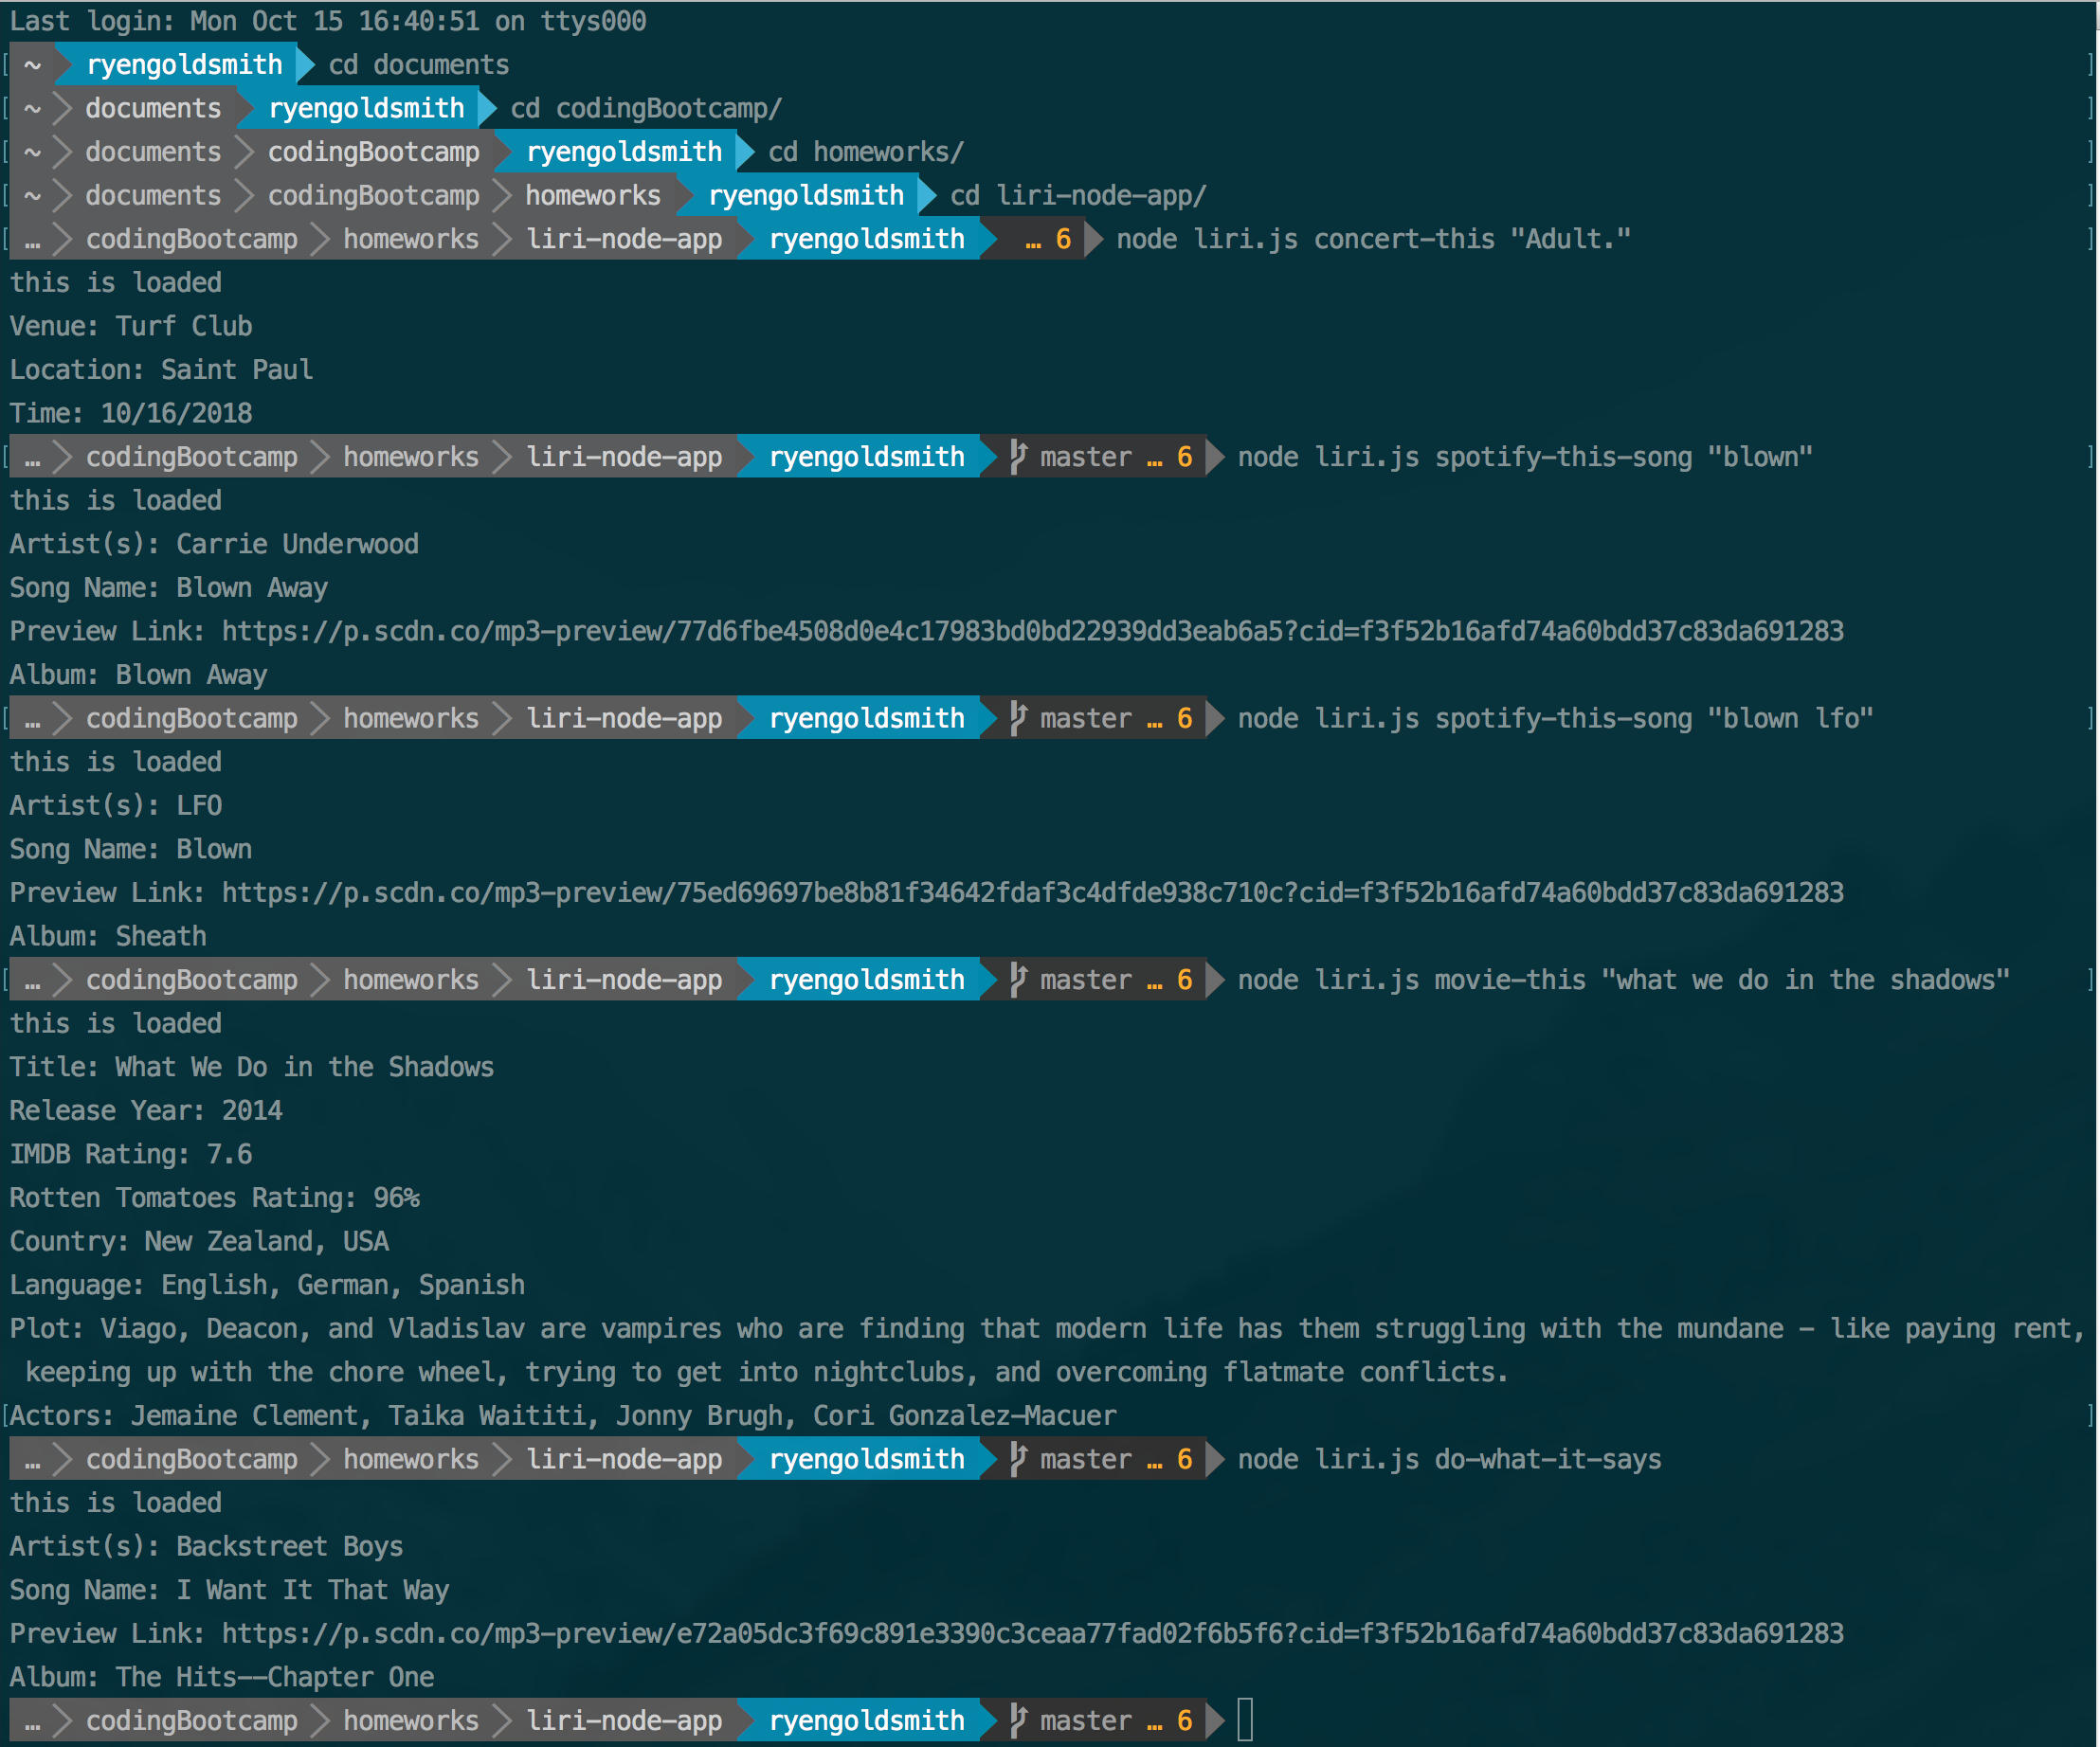 Last login: Mon Oct 15 16:40:51 on ttys000
~ ryengoldsmith cd documents
~ documents ryengoldsmith cd codingBootcamp/
~ documents codingBootcamp ryengoldsmith cd homeworks/
~ documents codingBootcamp homeworks ryengoldsmith cd liri-node-app/
… codingBootcamp homeworks liri-node-app ryengoldsmith … 6 node liri.js concert-this "Adult."
this is loaded
Venue: Turf Club
Location: Saint Paul
Time: 10/16/2018
… codingBootcamp homeworks liri-node-app ryengoldsmith master … 6 node liri.js spotify-this-song "blown"
this is loaded
Artist(s): Carrie Underwood
Song Name: Blown Away
Preview Link: https://p.scdn.co/mp3-preview/77d6fbe4508d0e4c17983bd0bd22939dd3eab6a5?cid=f3f52b16afd74a60bdd37c83da691283
Album: Blown Away
… codingBootcamp homeworks liri-node-app ryengoldsmith master … 6 node liri.js spotify-this-song "blown lfo"
this is loaded
Artist(s): LFO
Song Name: Blown
Preview Link: https://p.scdn.co/mp3-preview/75ed69697be8b81f34642fdaf3c4dfde938c710c?cid=f3f52b16afd74a60bdd37c83da691283
Album: Sheath
… codingBootcamp homeworks liri-node-app ryengoldsmith master … 6 node liri.js movie-this "what we do in the shadows"
this is loaded
Title: What We Do in the Shadows
Release Year: 2014
IMDB Rating: 7.6
Rotten Tomatoes Rating: 96%
Country: New Zealand, USA
Language: English, German, Spanish
Plot: Viago, Deacon, and Vladislav are vampires who are finding that modern life has them struggling with the mundane - like paying rent,
keeping up with the chore wheel, trying to get into nightclubs, and overcoming flatmate conflicts.
Actors: Jemaine Clement, Taika Waititi, Jonny Brugh, Cori Gonzalez-Macuer
… codingBootcamp homeworks liri-node-app ryengoldsmith master … 6 node liri.js do-what-it-says
this is loaded
Artist(s): Backstreet Boys
Song Name: I Want It That Way
Preview Link: https://p.scdn.co/mp3-preview/e72a05dc3f69c891e3390c3ceaa77fad02f6b5f6?cid=f3f52b16afd74a60bdd37c83da691283
Album: The Hits--Chapter One
… codingBootcamp homeworks liri-node-app ryengoldsmith master … 6